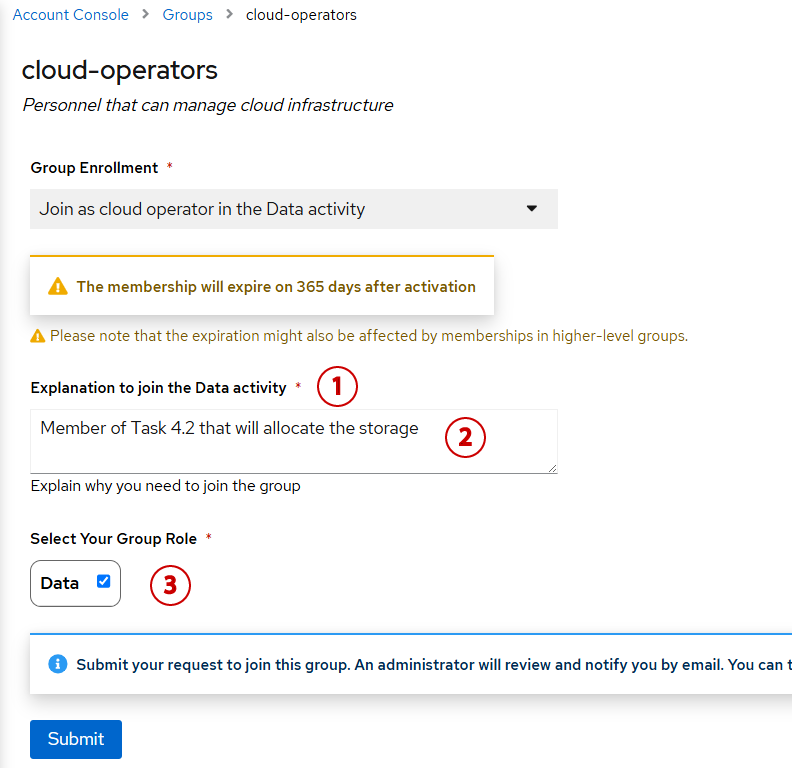 Account Console > Groups > cloud-operators
cloud-operators
Personnel that can manage cloud infrastructure
Group Enrollment *
Join as cloud operator in the Data activity
The membership will expire on 365 days after activation
Please note that the expiration might also be affected by memberships in higher-level groups.
Explanation to join the Data activity * 1
Member of Task 4.2 that will allocate the storage 2
Explain why you need to join the group
Select Your Group Role *
Data 3
Submit your request to join this group. An administrator will review and notify you by email. You can t
Submit